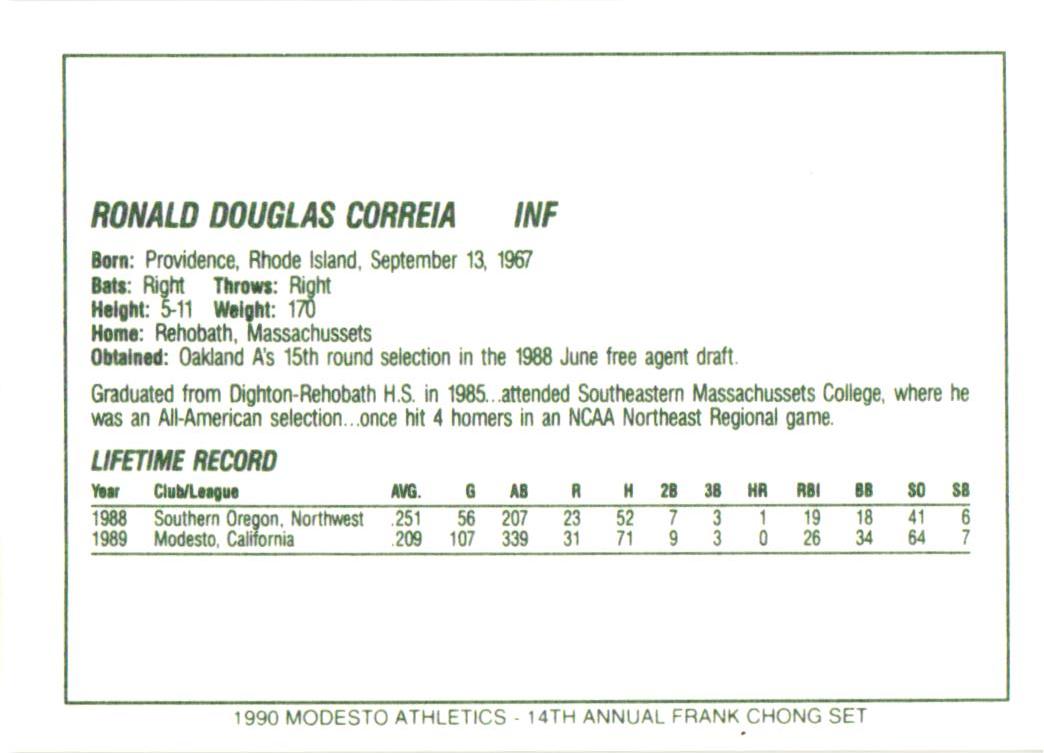 RONALD DOUGLAS CORREIA INF
Born: Providence, Rhode Island, September 13, 1967
Bats: Right Throws: Right
Height: 5-11 Weight: 170
Home: Rehobath, Massachussets
Obtained: Oakland A's 15th round selection in the 1988 June free agent draft.
Graduated from Dighton-Rehobath H.S. in 1985...attended Southeastern Massachussets College, where he
was an All-American selection...once hit 4 homers in an NCAA Northeast Regional game.
LIFETIME RECORD
Year Club/League AVG. G AB R H 2B 3B HR RBI BB SO SB
1988 Southern Oregon, Northwest .251 56 207 23 52 7 3 1 19 18 41 6
1989 Modesto, California .209 107 339 31 71 9 3 0 26 34 64 7
1990 MODESTO ATHLETICS - 14TH ANNUAL FRANK CHONG SET